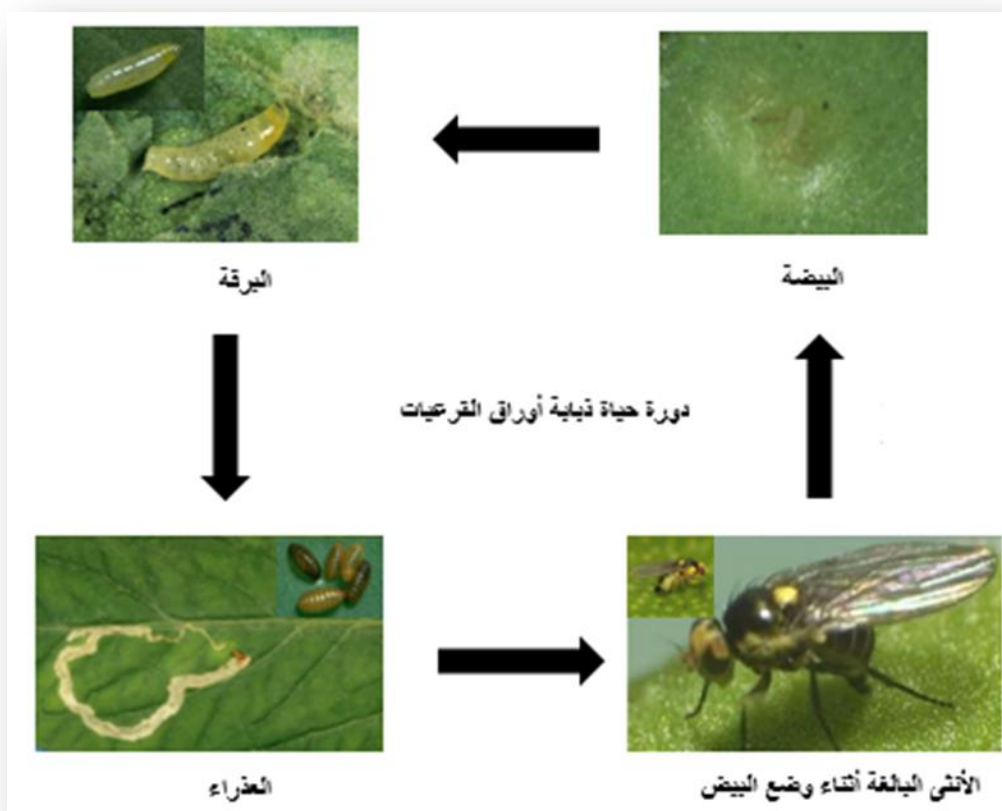 البيضة
اليرقة
دورة حياة ذبابة أوراق القرعيات
العذراء
الأنثى البالغة أثناء وضع البيض